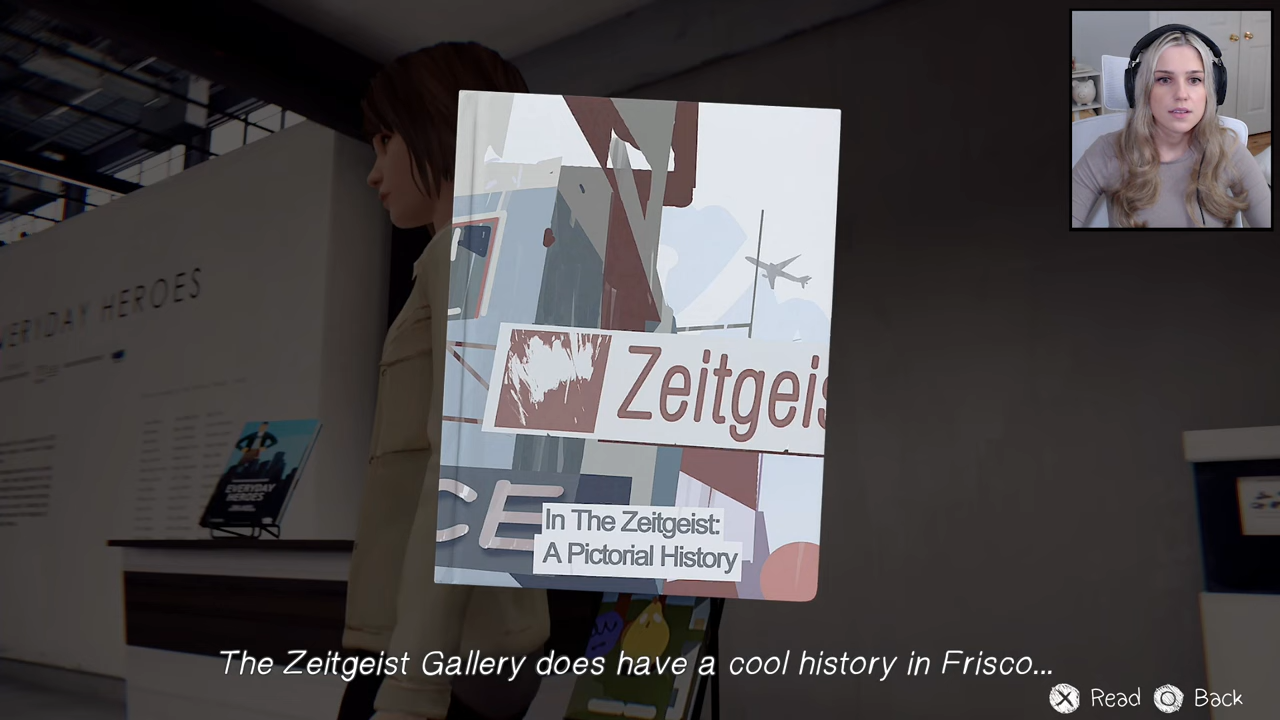 EVERYDAY HEROES
EVERYDAY
HEROES
Zeitgeis
CE
In The Zeitgeist:
A Pictorial History
The Zeitgeist Gallery does have a cool history in Frisco...
Read
Back